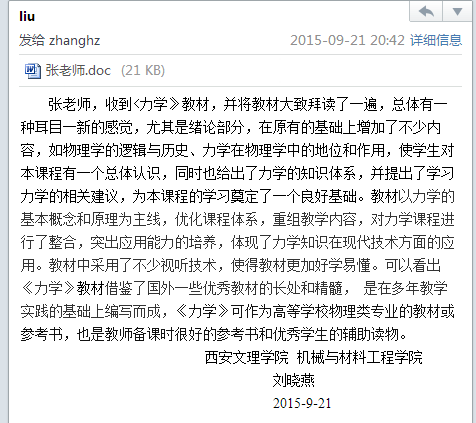 liu
发给 zhanghz 2015-09-21 20:42 详细信息
张老师.doc (21 KB)
张老师，收到<力学》教材，并将教材大致拜读了一遍，总体有一
种耳目一新的感觉，尤其是绪论部分，在原有的基础上增加了不少内
容，如物理学的逻辑与历史、力学在物理学中的地位和作用，使学生对
本课程有一个总体认识，同时也给出了力学的知识体系，并提出了学习
力学的相关建议，为本课程的学习奠定了一个良好基础。教材以力学的
基本概念和原理为主线，优化课程体系，重组教学内容，对力学课程进
行了整合，突出应用能力的培养，体现了力学知识在现代技术方面的应
用。教材中采用了不少视听技术，使得教材更加好学易懂。可以看出
《力学》教材借鉴了国外一些优秀教材的长处和精髓， 是在多年教学
实践的基础上编写而成，《力学》可作为高等学校物理类专业的教材或
参考书，也是教师备课时很好的参考书和优秀学生的辅助读物。
西安文理学院 机械与材料工程学院
刘晓燕
2015-9-21